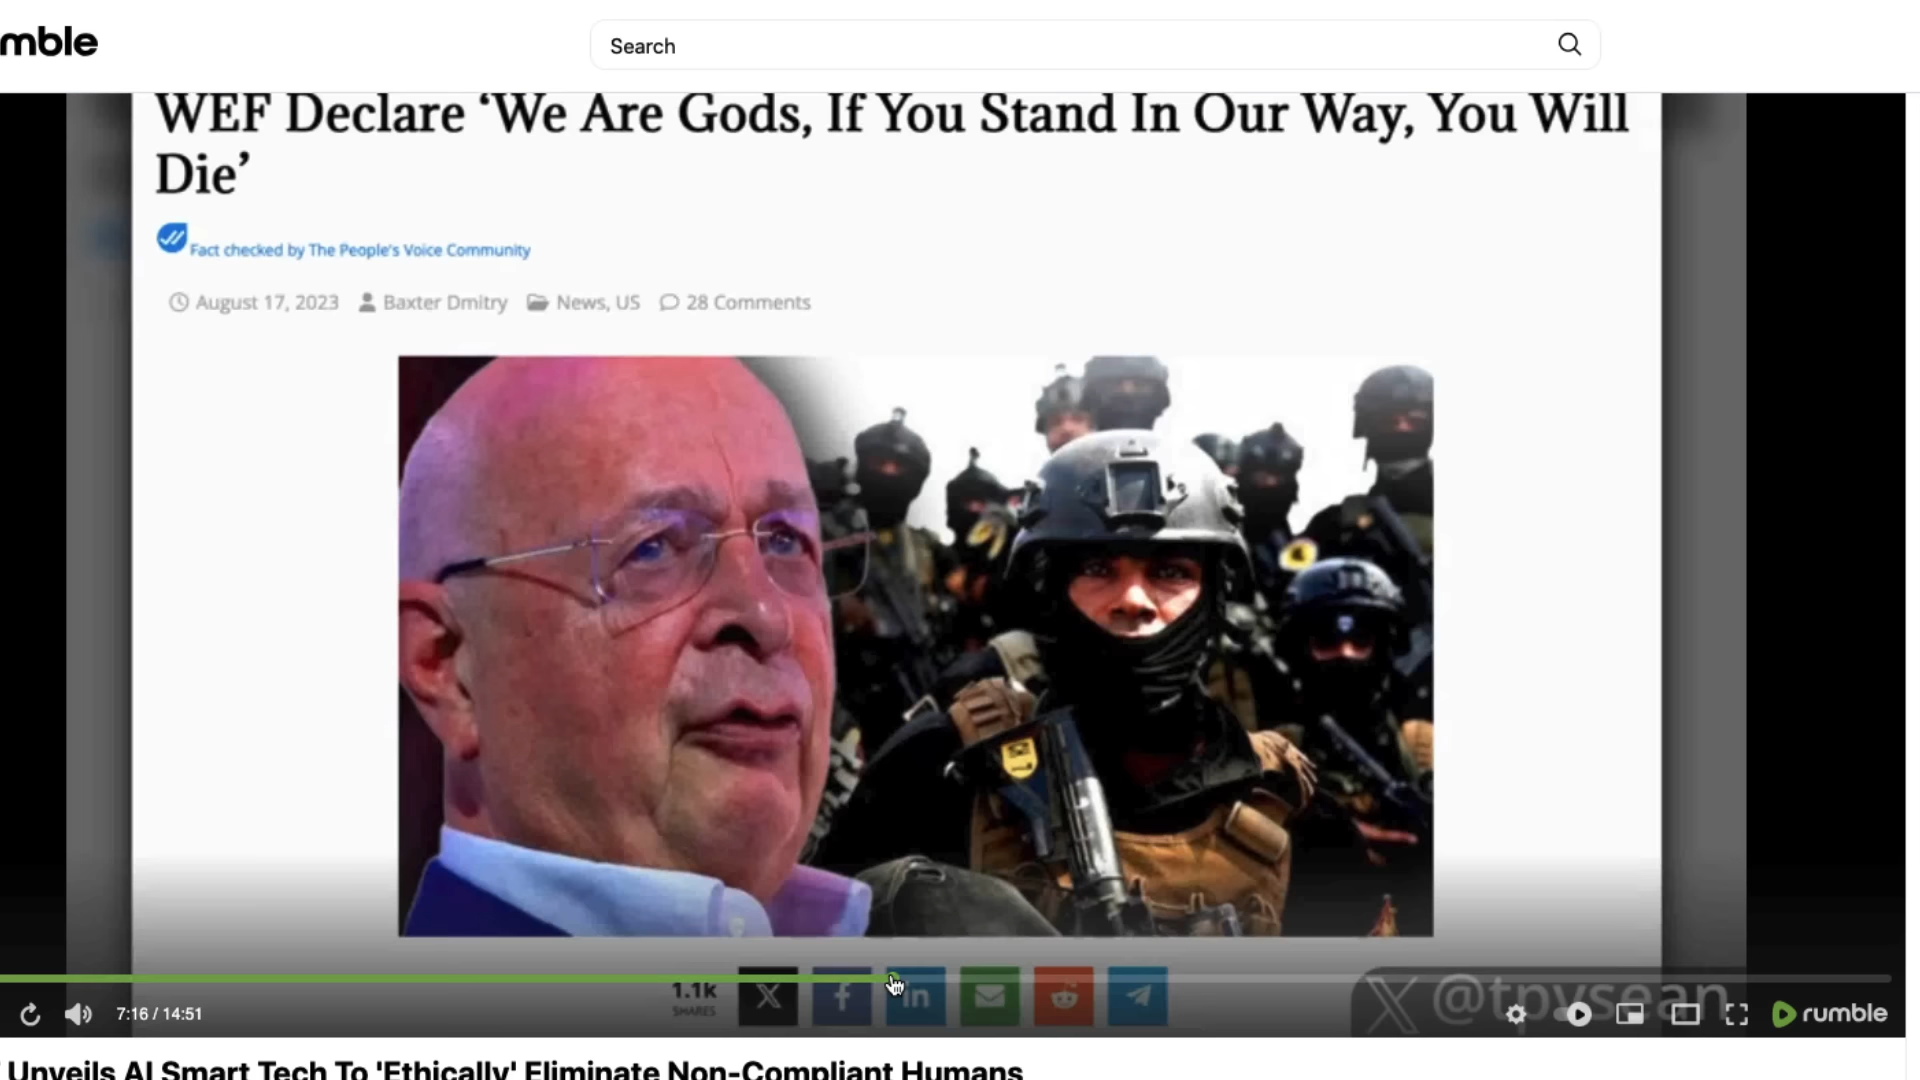 mble
Search
WEF Declare ‘We Are Gods, If You Stand In Our Way, You Will
Die’
Fact checked by The People's Voice Community
August 17, 2023 Baxter Dmitry News, US 28 Comments
1.1k
SHARES
@tpvsean
7:16 / 14:51
rumble
Unveils AI Smart Tech To 'Ethically' Eliminate Non-Compliant Humans